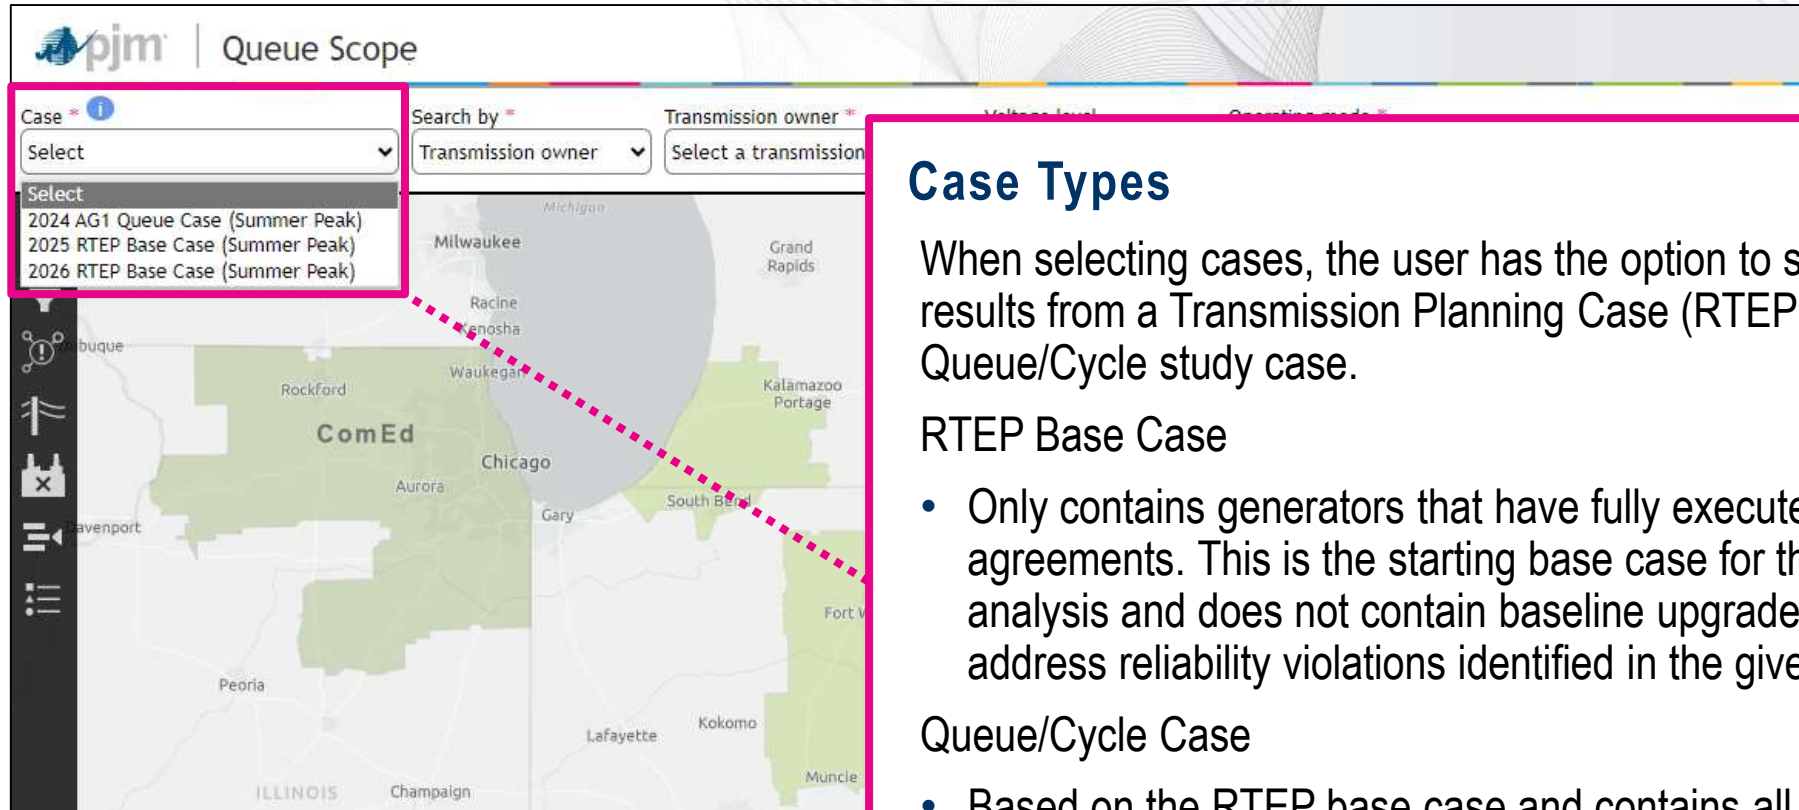 pjm
Queue Scope
Case *
Search by *
Transmission owner *
Select
Transmission owner
Select a transmission
Select
2024 AG1 Queue Case (Summer Peak)
2025 RTEP Base Case (Summer Peak)
2026 RTEP Base Case (Summer Peak)
Michigan
Milwaukee
Grand
Rapids
Racine
Kenosha
buque
Waukegan
Rockford
Kalamazoo
Portage
ComEd
Chicago
Aurora
South Bend
Gary
avenport
Fort
Peoria
Kokomo
Lafayette
Muncie
ILLINOIS
Champaign
Case Types
When selecting cases, the user has the option to s
results from a Transmission Planning Case (RTEP
Queue/Cycle study case.
RTEP Base Case
• Only contains generators that have fully execute
agreements. This is the starting base case for th
analysis and does not contain baseline upgrade
address reliability violations identified in the give
Queue/Cycle Case
• Based on the RTEP base case and contains all